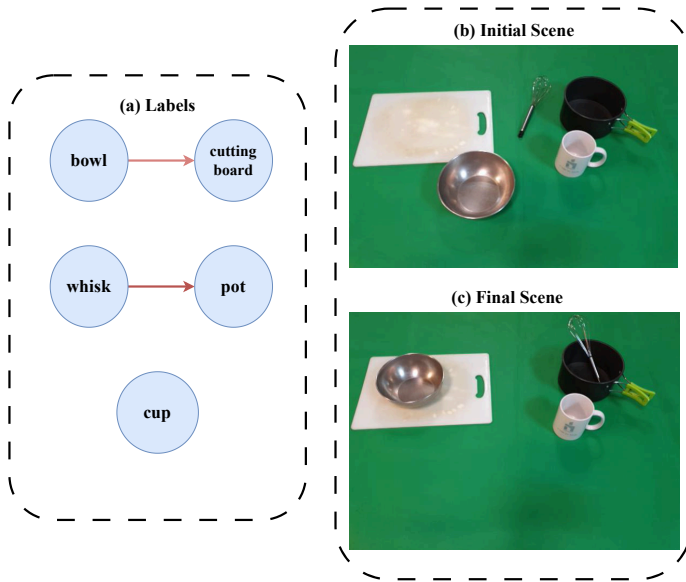 (a) Labels
bowl
cutting
board
whisk
pot
cup
(b) Initial Scene
(c) Final Scene